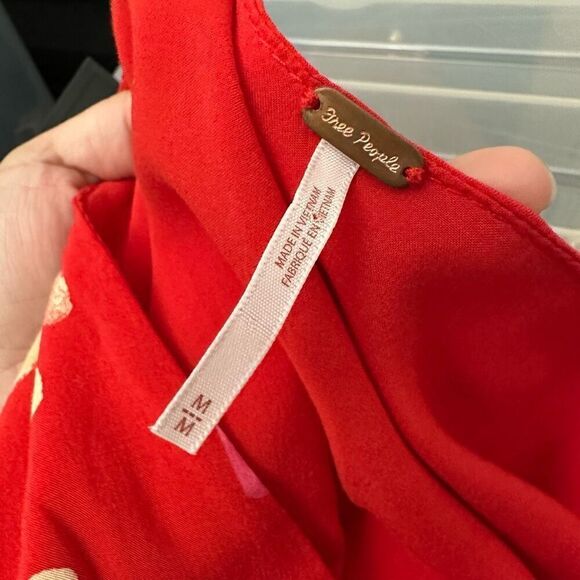 Free People
MADE IN VIETNAM
FABRIQUÉ EN VIETNAM
M
M